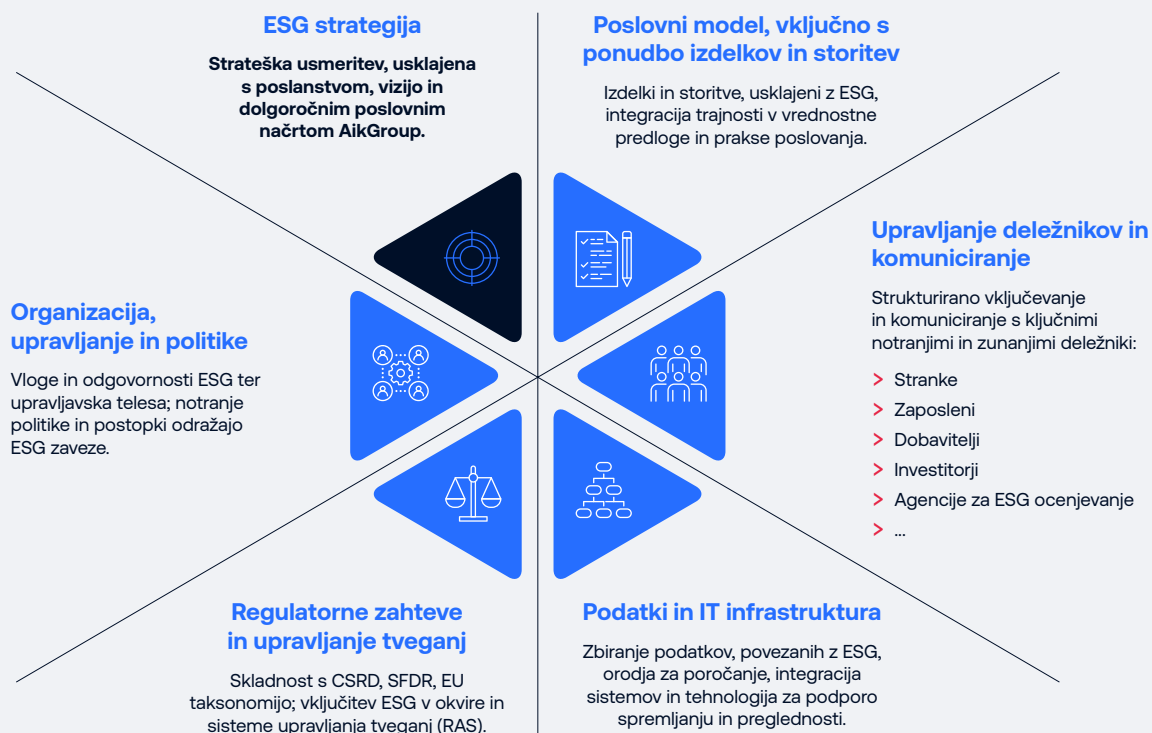 ESG strategija
Strateška usmeritev, usklajena
s poslanstvom, vizijo in
dolgoročnim poslovnim
načrtom AikGroup.
Poslovni model, vključno s
ponudbo izdelkov in storitev
Izdelki in storitve, usklajeni z ESG,
integracija trajnosti v vrednostne
predloge in prakse poslovanja.
Upravljanje deležnikov in
komuniciranje
Strukturirano vključevanje
in komuniciranje s ključnimi
notranjimi in zunanjimi deležniki:
> Stranke
> Zaposleni
> Dobavitelji
> Investitorji
> Agencije za ESG ocenjevanje
> ...
Organizacija,
upravljanje in politike
Vloge in odgovornosti ESG ter
upravljavska telesa; notranje
politike in postopki odražajo
ESG zaveze.
Regulatorne zahteve
in upravljanje tveganj
Skladnost s CSRD, SFDR, EU
taksonomijo; vključitev ESG v okvire in
sisteme upravljanja tveganj (RAS).
Podatki in IT infrastruktura
Zbiranje podatkov, povezanih z ESG,
orodja za poročanje, integracija
sistemov in tehnologija za podporo
spremljanju in preglednosti.